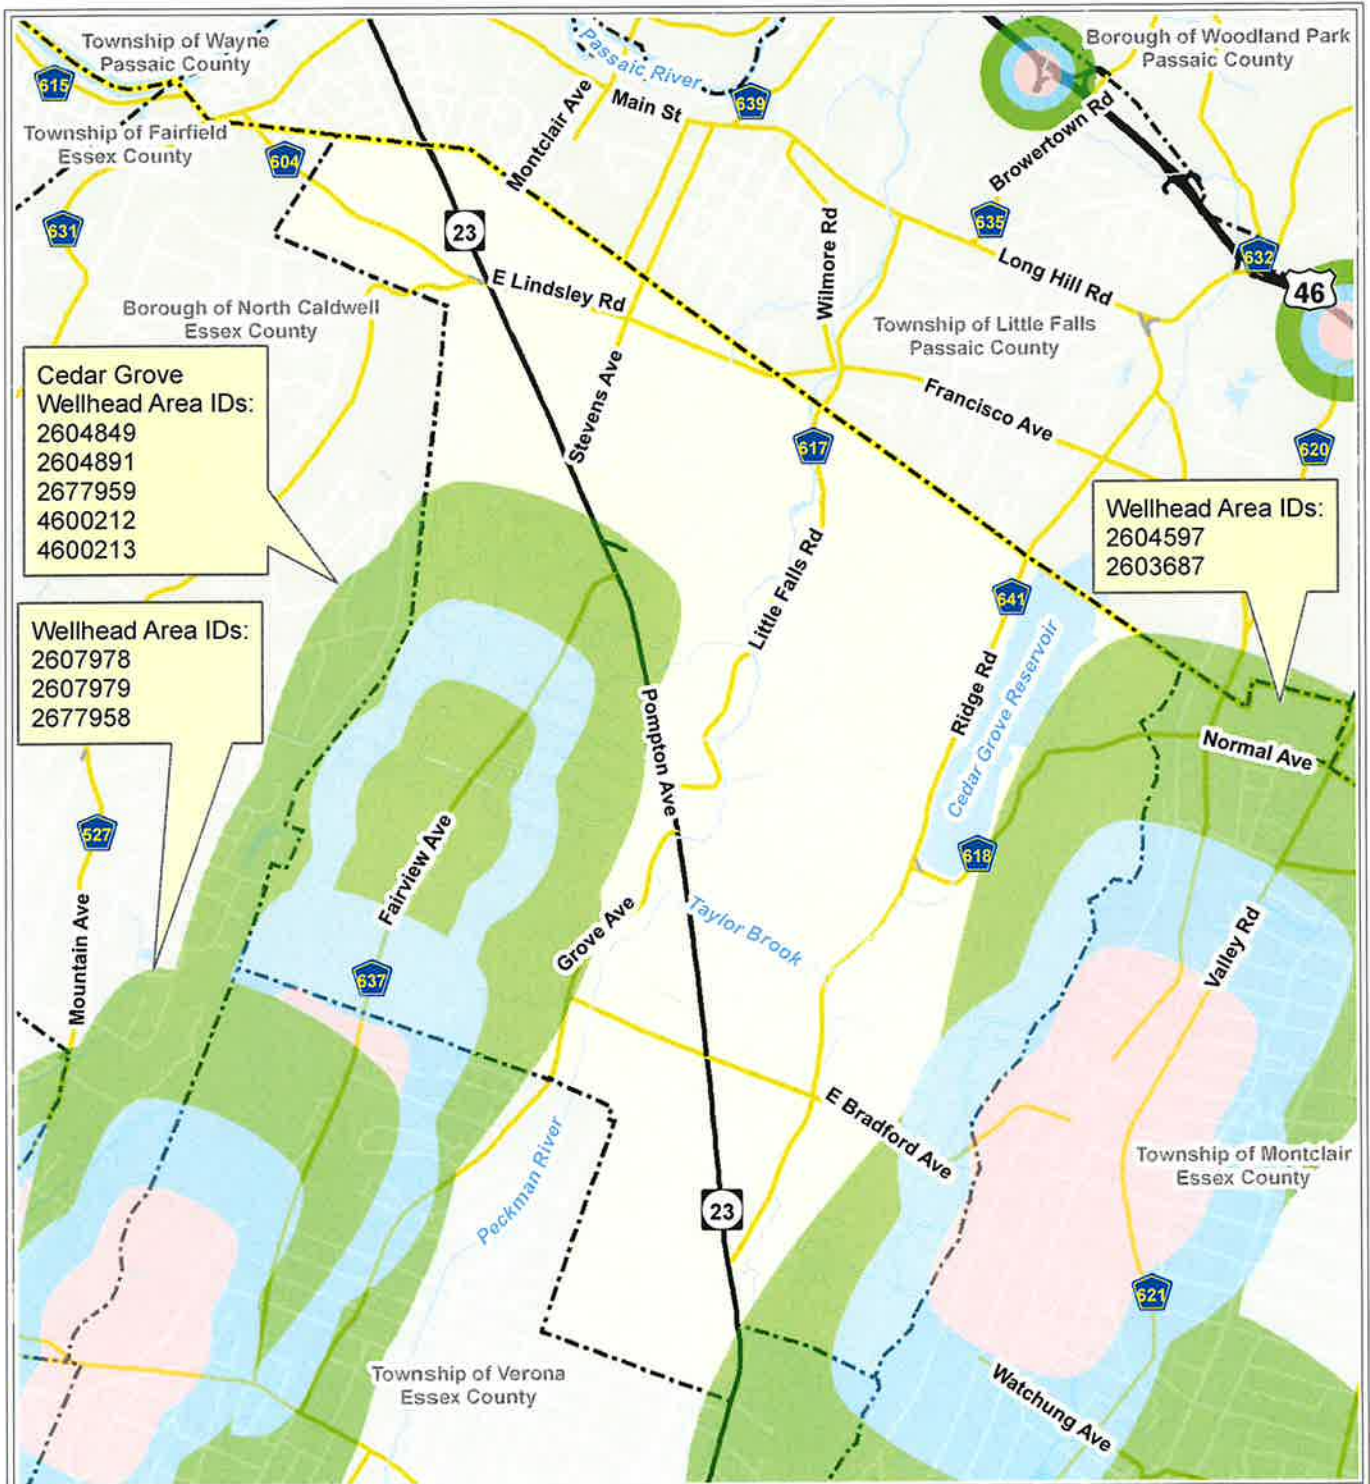 Township of Wayne
Passaic County
Passaic River
Borough of Woodland Park
Passaic County
615
Main St
639
Montclair Ave
Township of Fairfield
Essex County
604
Browertown Rd
631
23
635
Wilmore Rd
632
Long Hill Rd
46
E Lindsley Rd
Borough of North Caldwell
Essex County
Township of Little Falls
Passaic County
Stevens Ave
Francisco Ave
Cedar Grove
Wellhead Area IDs:
2604849
2604891
2677959
4600212
4600213
617
620
Wellhead Area IDs:
2604597
2603687
Little Falls Rd
641
Wellhead Area IDs:
2607978
2607979
2677958
Ridge Rd
Cedar Grove Reservoir
Pompton Ave
Normal Ave
527
Fairview Ave
618
Mountain Ave
Grove Ave
Taylor Brook
Valley Rd
637
E Bradford Ave
Peckman River
Township of Montclair
Essex County
23
621
Township of Verona
Essex County
Watchung Ave